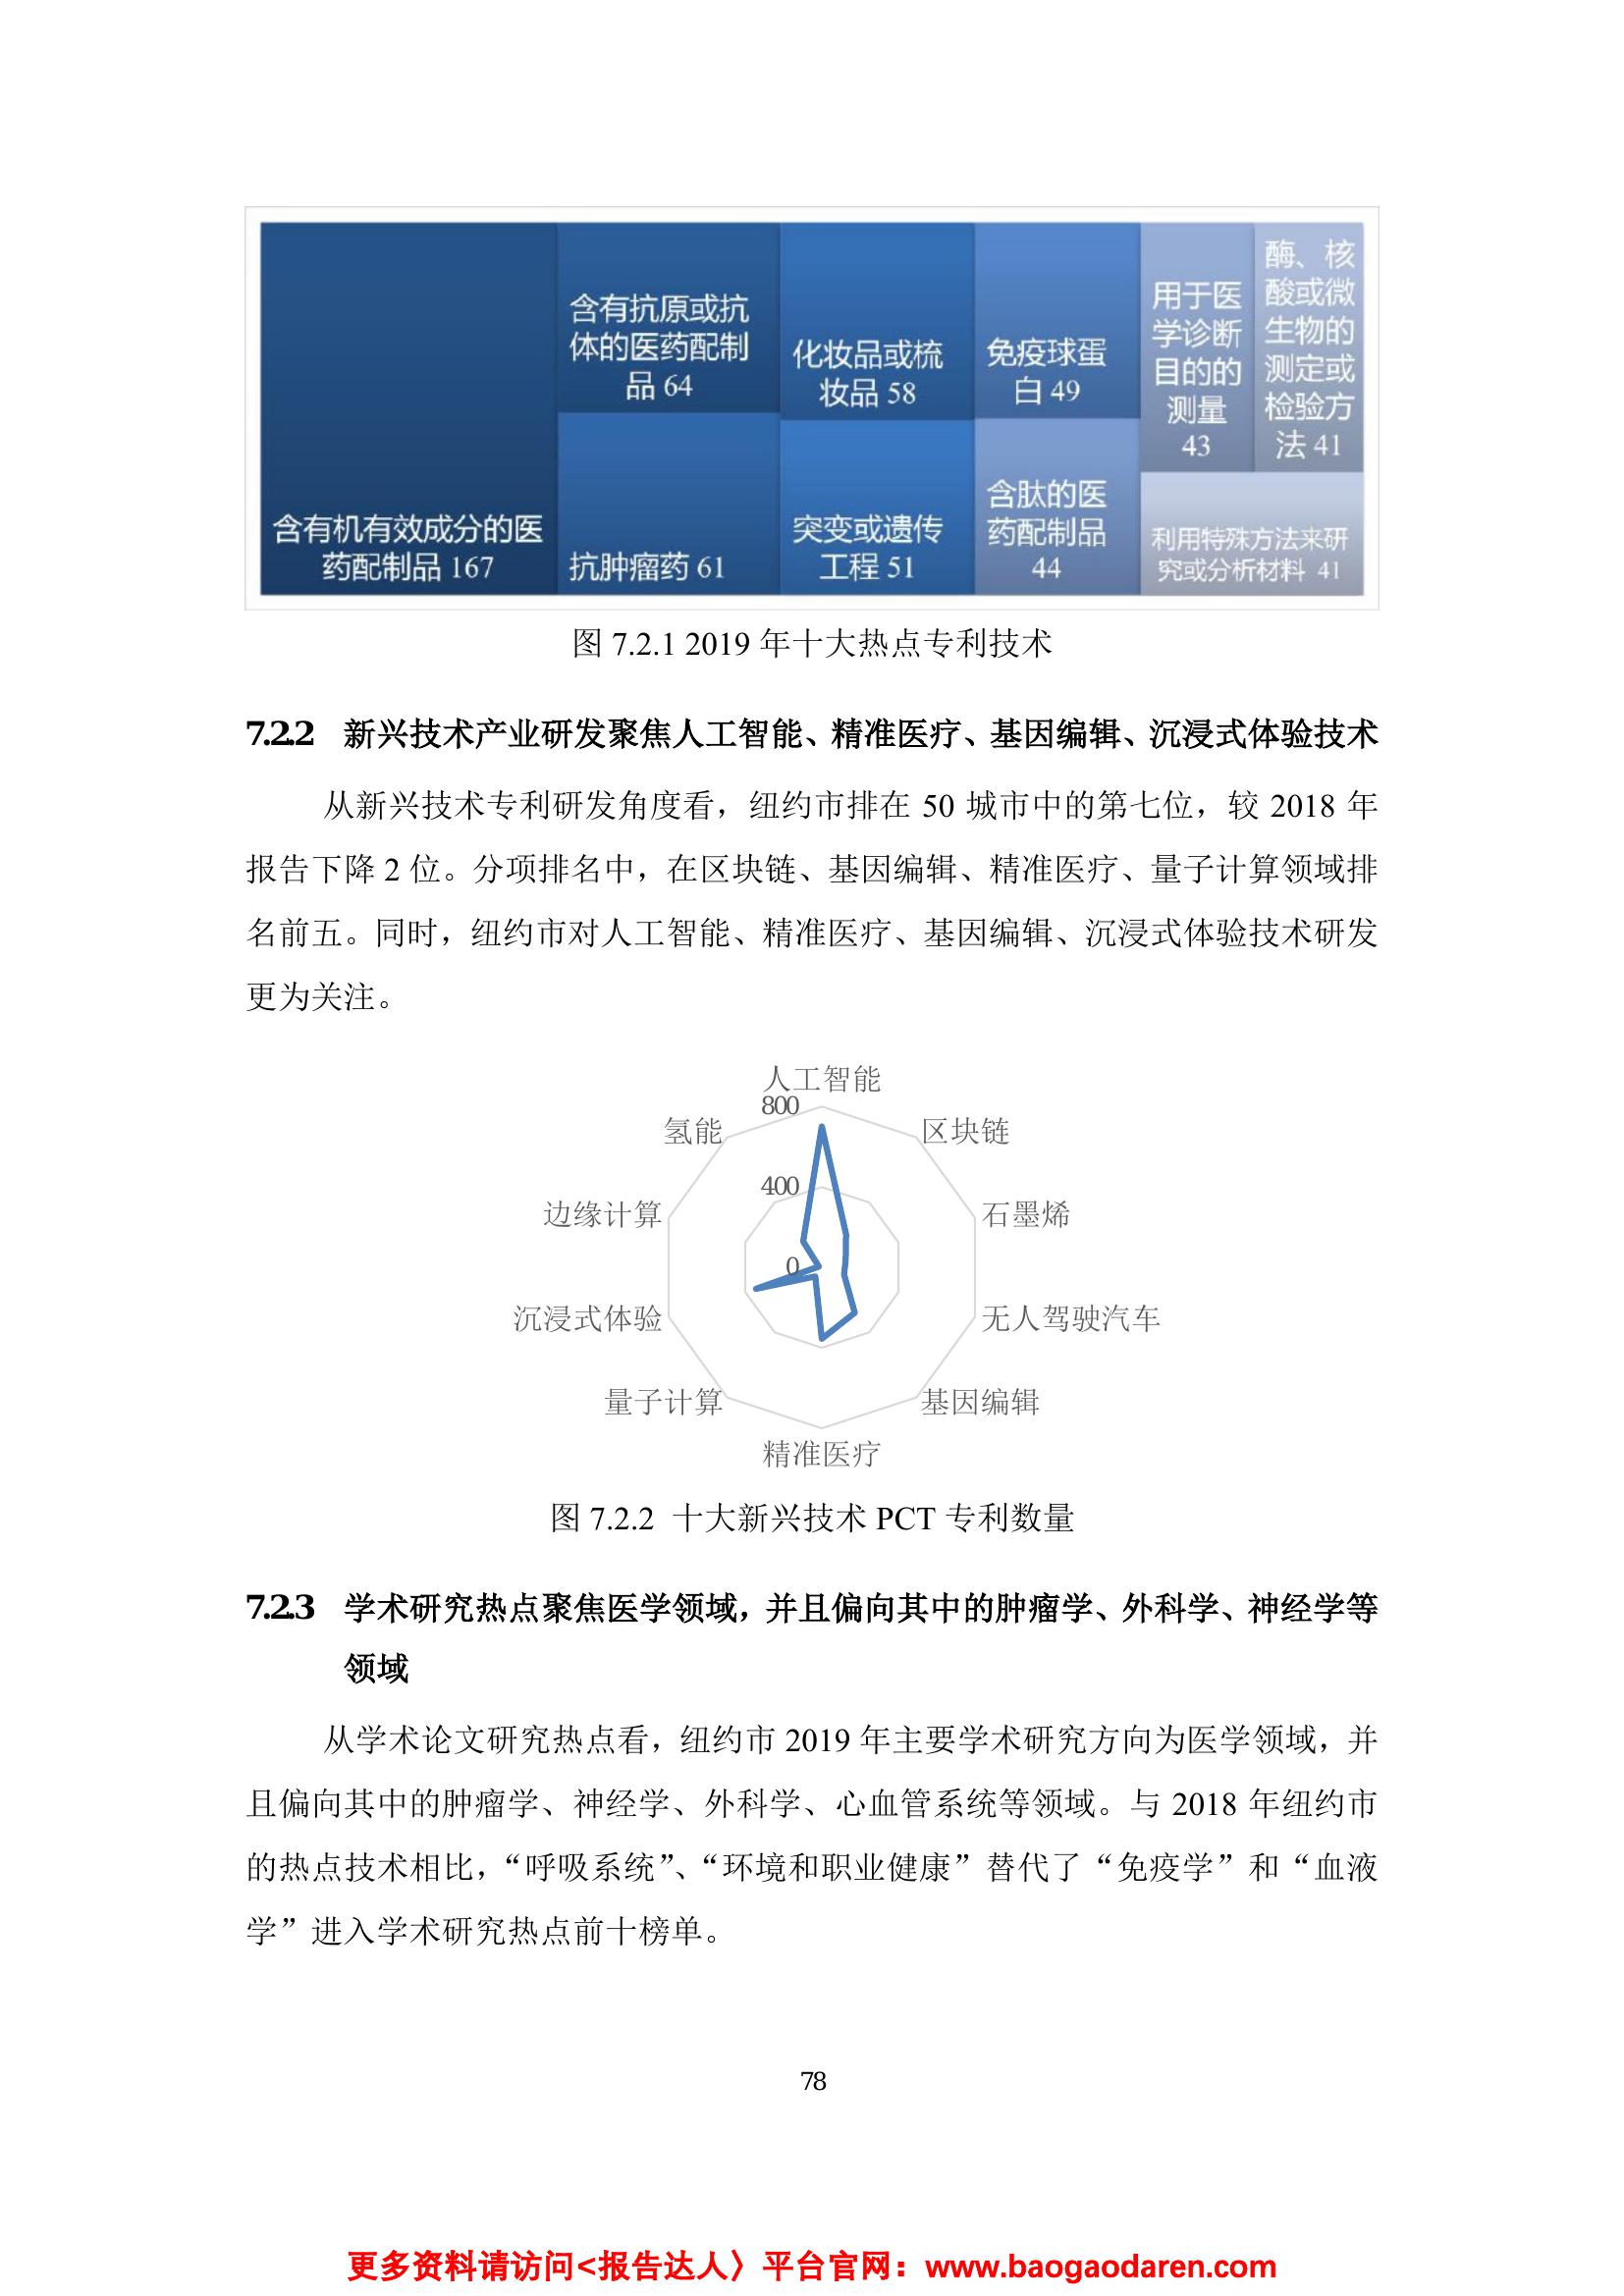 含有机有效成分的医
药配制品 167
含有抗原或抗
体的医药配制
品 64
抗肿瘤药 61
化妆品或梳
妆品 58
突变或遗传
工程 51
免疫球蛋
白 49
含肽的医
药配制品
44
用于医
学诊断
目的的
测量
43
酶、核
酸或微
生物的
测定或
检验方
法 41
利用特殊方法来研
究或分析材料 41
图 7.2.1 2019 年十大热点专利技术
7.2.2 新兴技术产业研发聚焦人工智能、精准医疗、基因编辑、沉浸式体验技术
从新兴技术专利研发角度看，纽约市排在 50 城市中的第七位，较 2018 年
报告下降 2 位。分项排名中，在区块链、基因编辑、精准医疗、量子计算领域排
名前五。同时，纽约市对人工智能、精准医疗、基因编辑、沉浸式体验技术研发
更为关注。
人工智能
800
氢能
区块链
400
边缘计算
石墨烯
0
沉浸式体验
无人驾驶汽车
量子计算
基因编辑
精准医疗
图 7.2.2 十大新兴技术 PCT 专利数量
7.2.3 学术研究热点聚焦医学领域，并且偏向其中的肿瘤学、外科学、神经学等
领域
从学术论文研究热点看，纽约市 2019 年主要学术研究方向为医学领域，并
且偏向其中的肿瘤学、神经学、外科学、心血管系统等领域。与 2018 年纽约市
的热点技术相比，“呼吸系统”、“环境和职业健康”替代了“免疫学”和“血液
学”进入学术研究热点前十榜单。
78
更多资料请访问<报告达人〉平台官网：www.baogaodaren.com